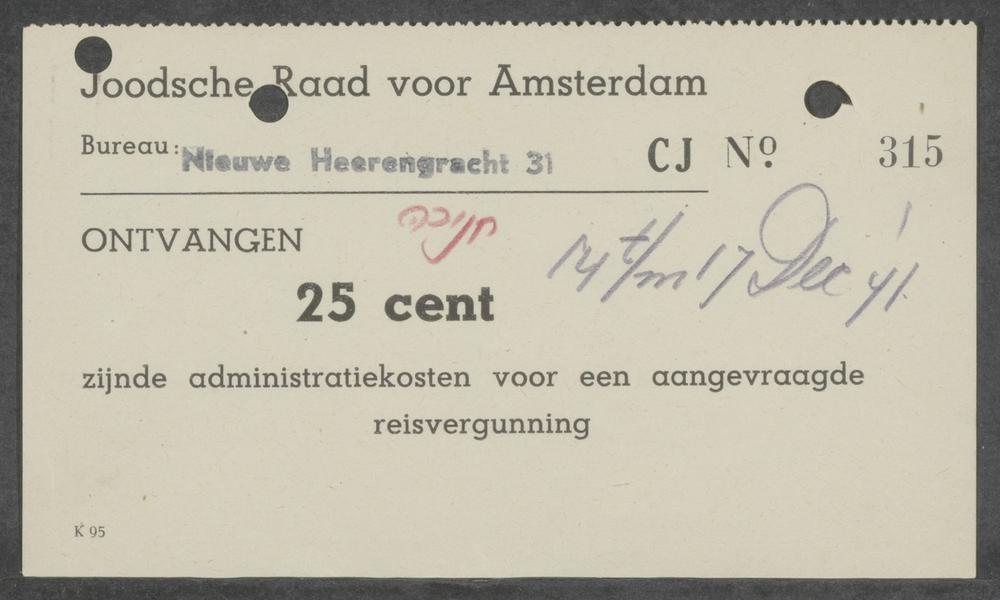 Joodsche Raad voor Amsterdam
Bureau: Nieuwe Heerengracht 31 CJ Nº 315
ONTVANGEN
14 t/m 17 Dec '41
25 cent
zijnde administratiekosten voor een aangevraagde
reisvergunning
K 95